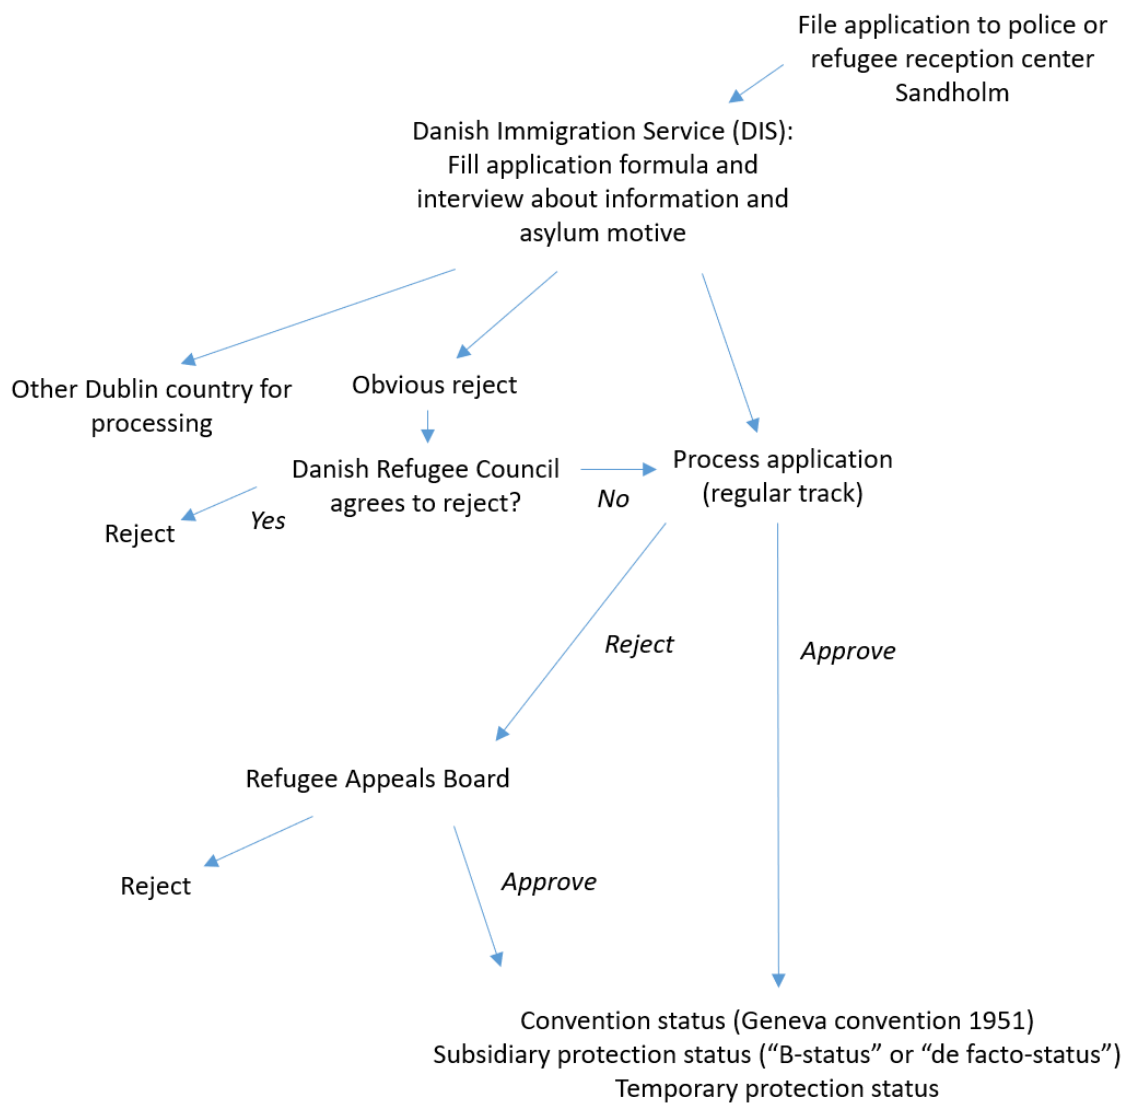 File application to police or
refugee reception center
Sandholm
Danish Immigration Service (DIS):
Fill application formula and
interview about information and
asylum motive
Other Dublin country for
processing
Obvious reject
Danish Refugee Council
agrees to reject?
Process application
(regular track)
No
Yes
Reject
Reject
Approve
Refugee Appeals Board
Reject
Approve
Convention status (Geneva convention 1951)
Subsidiary protection status (“B-status” or “de facto-status”)
Temporary protection status